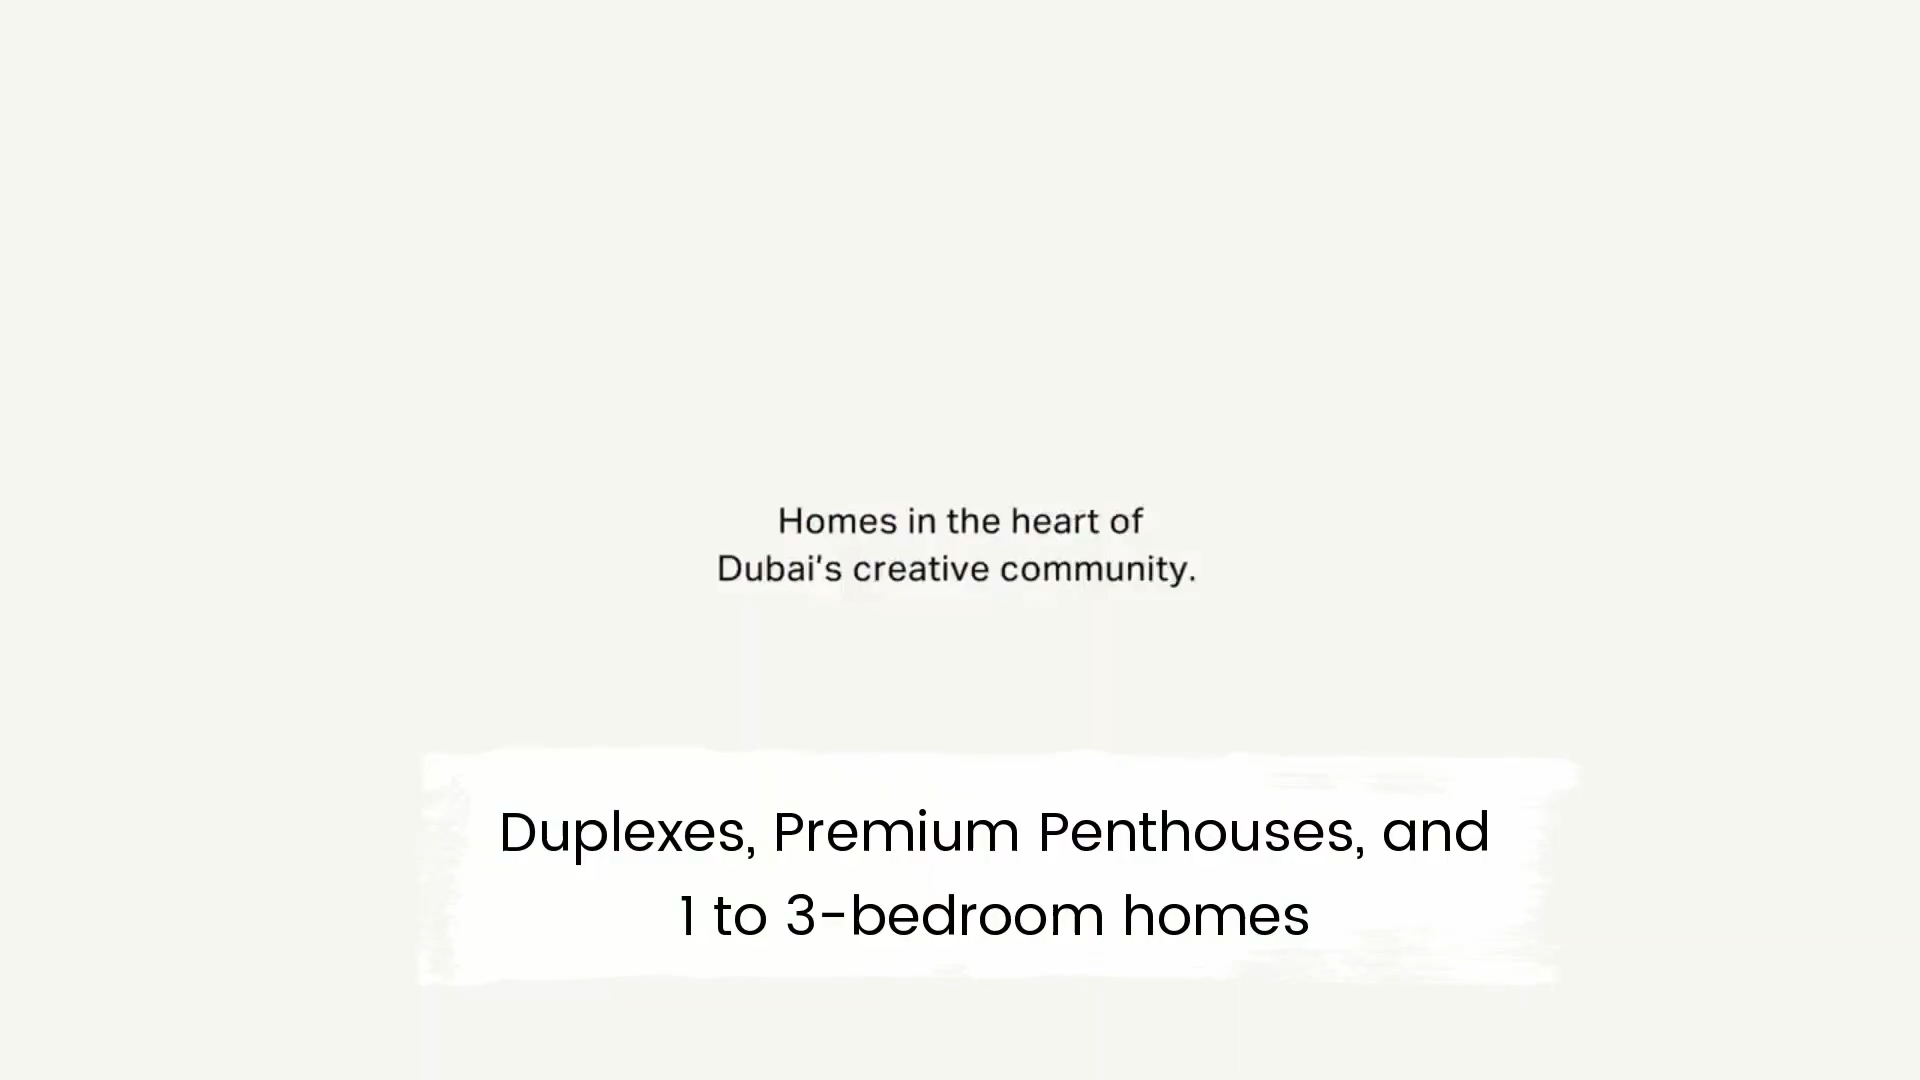 Homes in the heart of
Dubai's creative community.
Duplexes, Premium Penthouses, and
1 to 3-bedroom homes